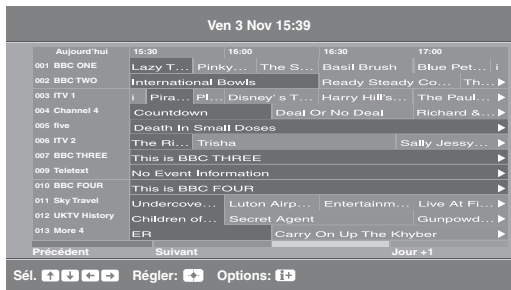 Ven 3 Nov 15:39
Aujourd'hui 15:30 16:00 16:30 17:00
001 BBC ONE Lazy T... Pinky... The S... Basil Brush Blue Pet... i
002 BBC TWO International Bowls Ready Steady Co... Th...
003 ITV 1 i Pira... Pl... Disney's T... Harry Hill's... The Paul...
004 Channel 4 Countdown Deal Or No Deal Richard &...
005 five Death In Small Doses
006 ITV 2 The Ri... Trisha Sally Jessy...
007 BBC THREE This is BBC THREE
009 Teletext No Event Information
010 BBC FOUR This is BBC FOUR
011 Sky Travel Undercove... Luton Airp... Entertainm... Live At Fi...
012 UKTV History Children of... Secret Agent Gunpowd...
013 More 4 ER Carry On Up The Khyber
Précédent Suivant Jour +1
Sél. Régler: Options: i+